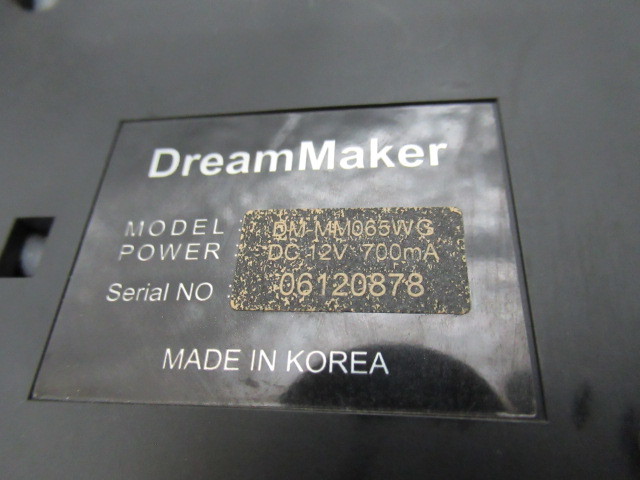 DreamMaker
MODEL : DM-MM065WG
POWER : DC 12V 700mA
Serial NO : 06120878
MADE IN KOREA